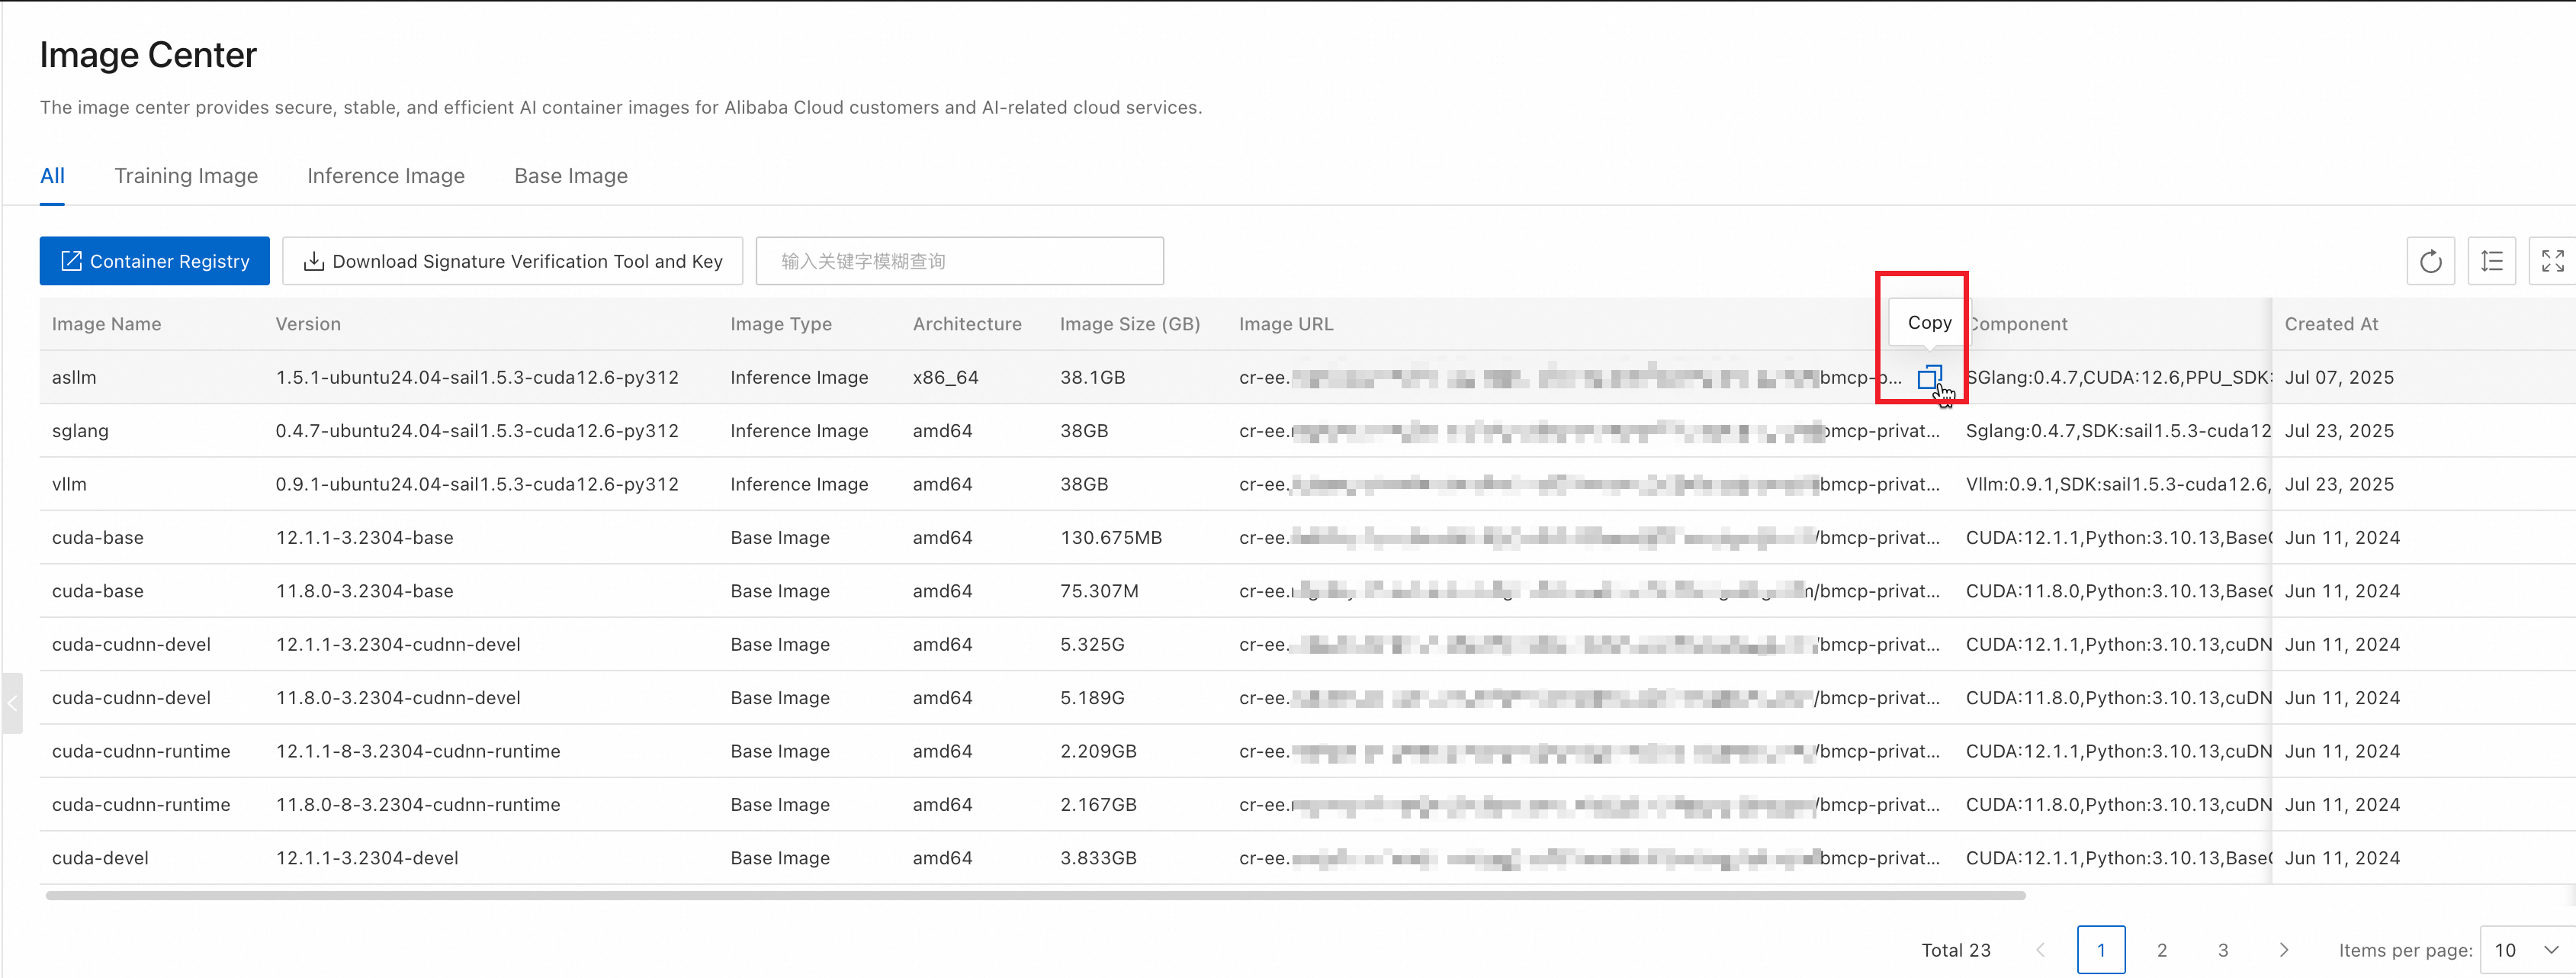 Image Center
The image center provides secure, stable, and efficient AI container images for Alibaba Cloud customers and AI-related cloud services.
All Training Image Inference Image Base Image
Container Registry Download Signature Verification Tool and Key 输入关键字模糊查询
Image Name Version Image Type Architecture Image Size (GB) Image URL Copy Component Created At
asllm 1.5.1-ubuntu24.04-sail1.5.3-cuda12.6-py312 Inference Image x86_64 38.1GB cr-ee. bmcp-p... SGlang:0.4.7,CUDA:12.6,PPU_SDK: Jul 07, 2025
sglang 0.4.7-ubuntu24.04-sail1.5.3-cuda12.6-py312 Inference Image amd64 38GB cr-ee. bmcp-privat... Sglang:0.4.7,SDK:sail1.5.3-cuda12 Jul 23, 2025
vllm 0.9.1-ubuntu24.04-sail1.5.3-cuda12.6-py312 Inference Image amd64 38GB cr-ee. bmcp-privat... Vllm:0.9.1,SDK:sail1.5.3-cuda12.6, Jul 23, 2025
cuda-base 12.1.1-3.2304-base Base Image amd64 130.675MB cr-ee. /bmcp-privat... CUDA:12.1.1,Python:3.10.13,Base Jun 11, 2024
cuda-base 11.8.0-3.2304-base Base Image amd64 75.307M cr-ee. m/bmcp-privat... CUDA:11.8.0,Python:3.10.13,Base Jun 11, 2024
cuda-cudnn-devel 12.1.1-3.2304-cudnn-devel Base Image amd64 5.325G cr-ee. /bmcp-privat... CUDA:12.1.1,Python:3.10.13,cuDN Jun 11, 2024
cuda-cudnn-devel 11.8.0-3.2304-cudnn-devel Base Image amd64 5.189G cr-ee. /bmcp-privat... CUDA:11.8.0,Python:3.10.13,cuDN Jun 11, 2024
cuda-cudnn-runtime 12.1.1-8-3.2304-cudnn-runtime Base Image amd64 2.209GB cr-ee. /bmcp-privat... CUDA:12.1.1,Python:3.10.13,cuDN Jun 11, 2024
cuda-cudnn-runtime 11.8.0-8-3.2304-cudnn-runtime Base Image amd64 2.167GB cr-ee. /bmcp-privat... CUDA:11.8.0,Python:3.10.13,cuDN Jun 11, 2024
cuda-devel 12.1.1-3.2304-devel Base Image amd64 3.833GB cr-ee. bmcp-privat... CUDA:12.1.1,Python:3.10.13,Base Jun 11, 2024
Total 23 1 2 3 Items per page: 10